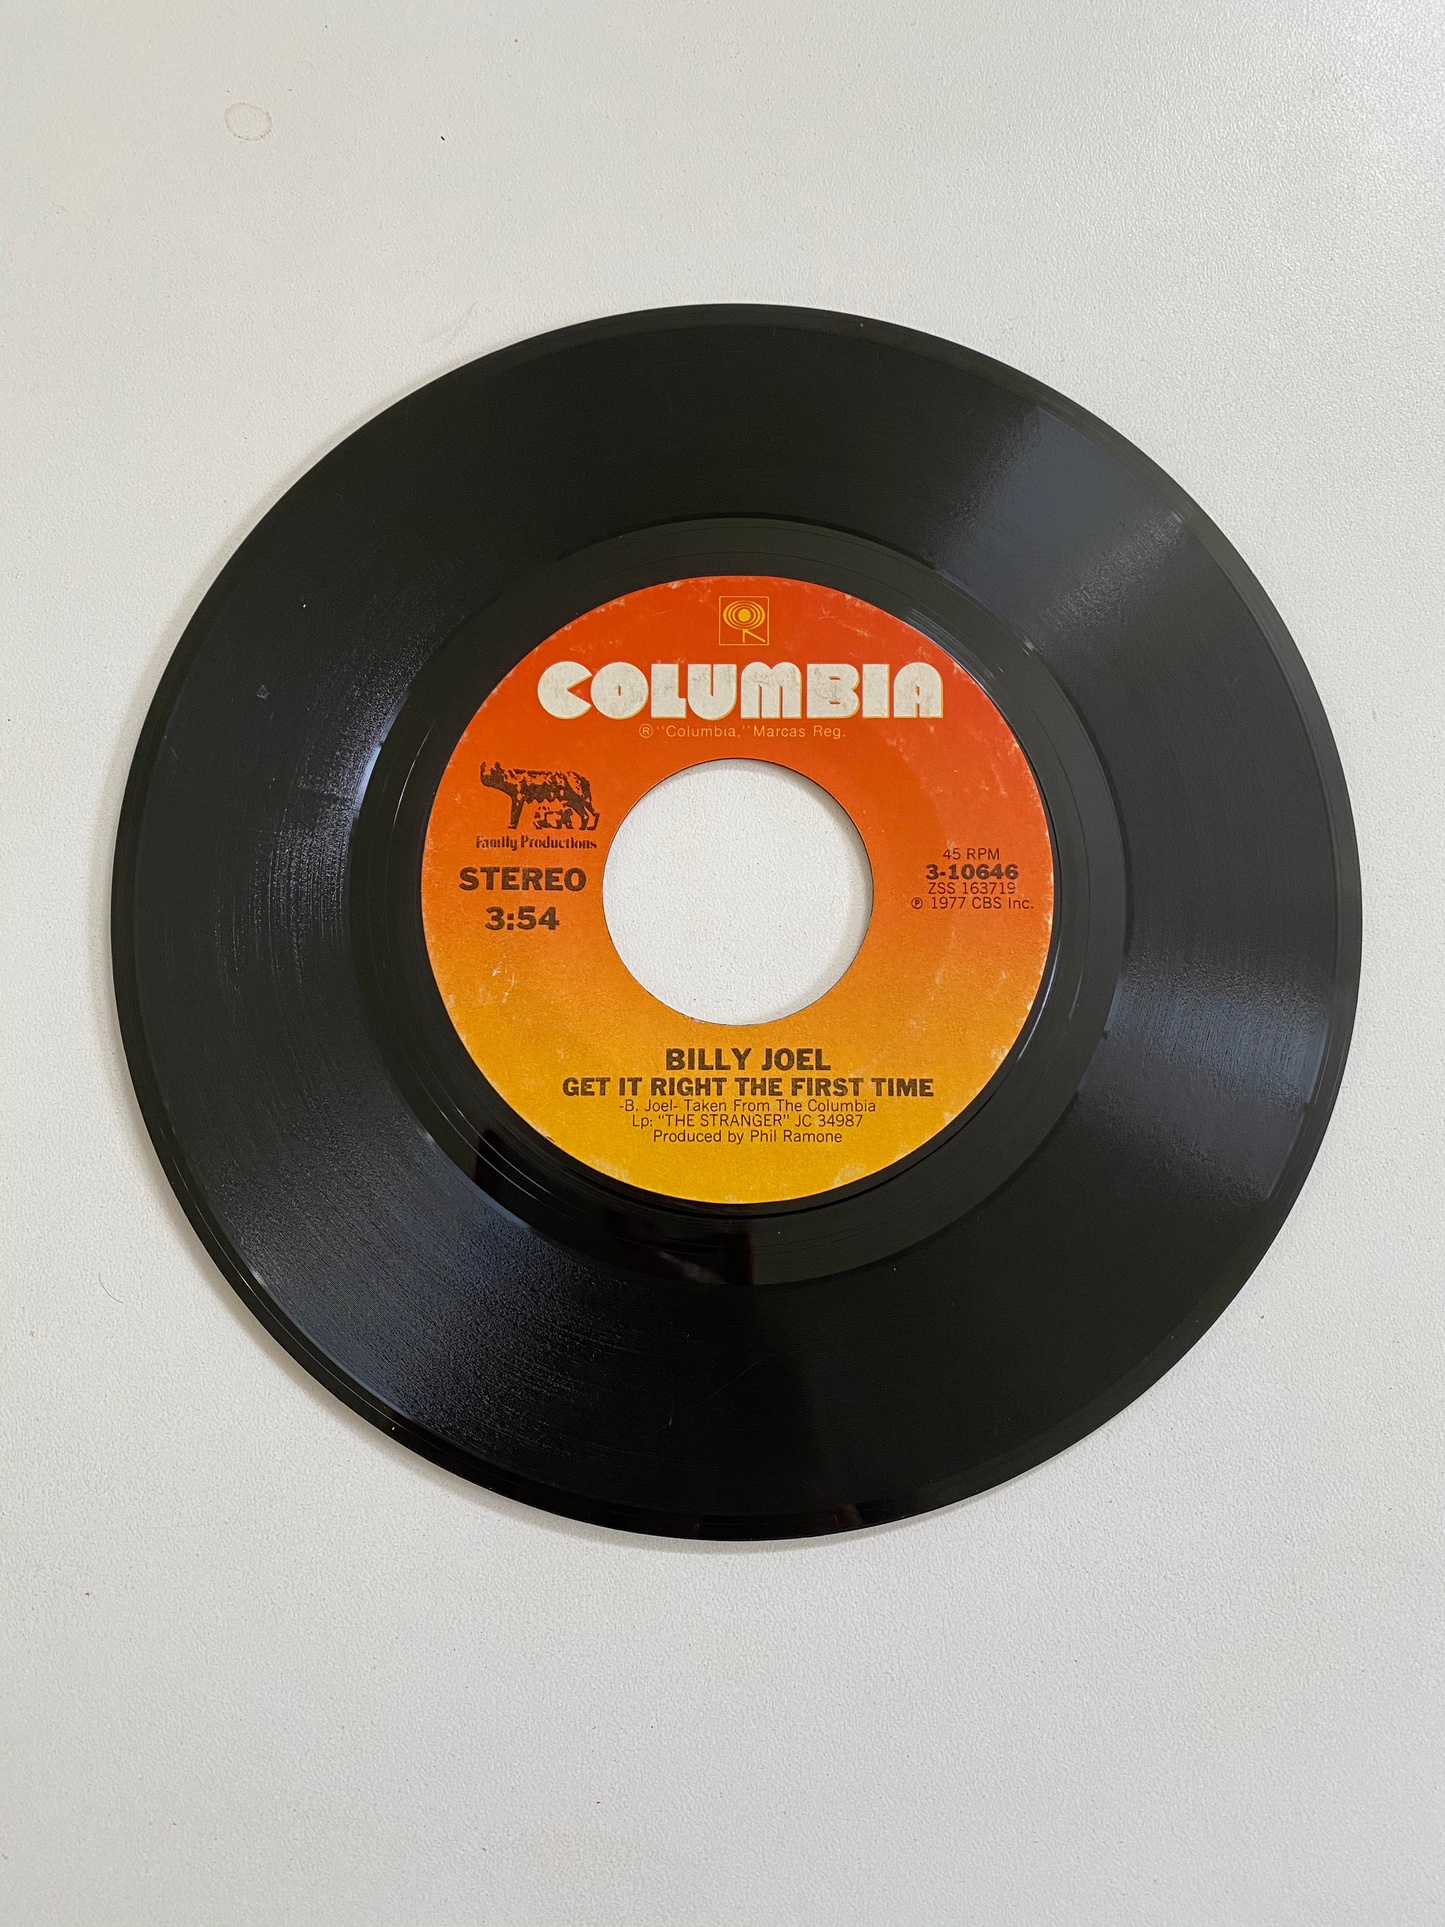 COLUMBIA
Ⓡ "Columbia," Marcas Reg.
Family Productions
STEREO
3:54
45 RPM
3-10646
ZSS 163719
℗ 1977 CBS Inc.
BILLY JOEL
GET IT RIGHT THE FIRST TIME
-B. Joel- Taken From The Columbia
Lp: "THE STRANGER" JC 34987
Produced by Phil Ramone